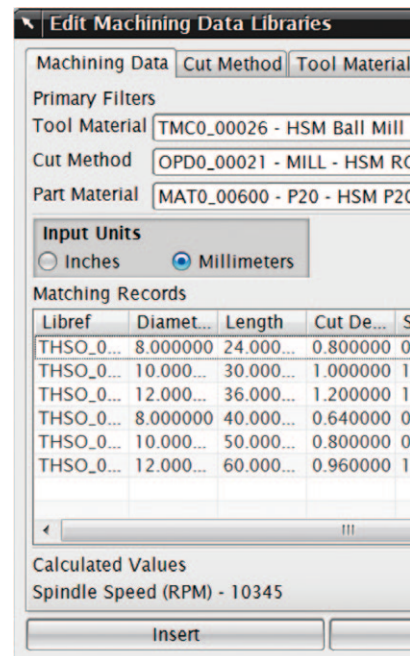 Edit Machining Data Libraries
Machining Data Cut Method Tool Material
Primary Filters
Tool Material TMC0_00026 - HSM Ball Mill
Cut Method OPD0_00021 - MILL - HSM
Part Material MAT0_00600 - P20 - HSM
Input Units
Inches Millimeters
Matching Records
Libref Diamet... Length Cut De...
THSO_0... 8.000000 24.000... 0.800000
THSO_0... 10.000... 30.000... 1.000000
THSO_0... 12.000... 36.000... 1.200000
THSO_0... 8.000000 40.000... 0.640000
THSO_0... 10.000... 50.000... 0.800000
THSO_0... 12.000... 60.000... 0.960000
Calculated Values
Spindle Speed (RPM) - 10345
Insert